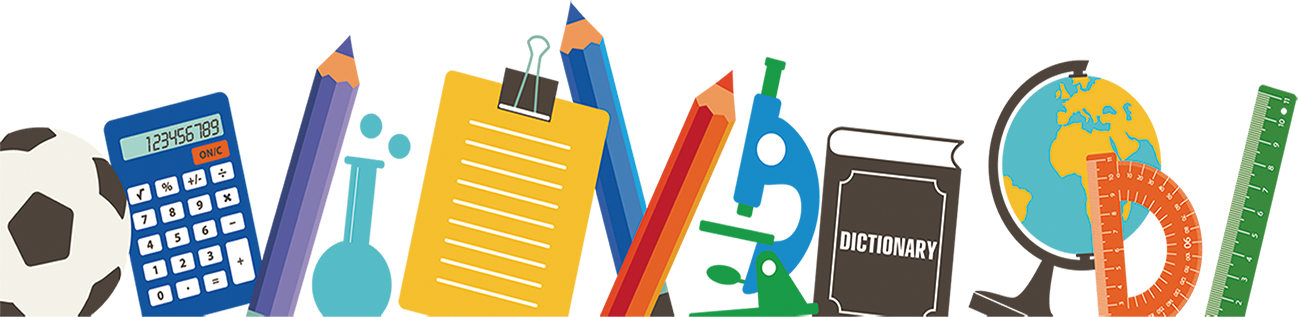 123456789
ON/C
√ % +/- ÷
7 8 9 ×
4 5 6 −
1 2 3 +
0 · =
DICTIONARY